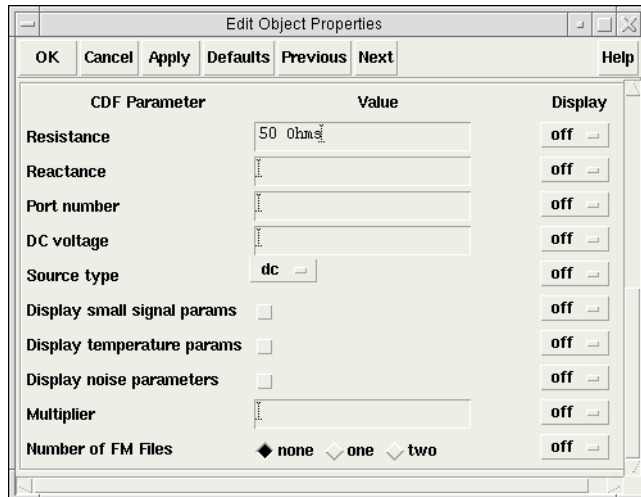 Edit Object Properties
OK Cancel Apply Defaults Previous Next Help
CDF Parameter Value Display
Resistance 50 Ohms off
Reactance off
Port number off
DC voltage off
Source type dc off
Display small signal params off
Display temperature params off
Display noise parameters off
Multiplier off
Number of FM Files none one two off